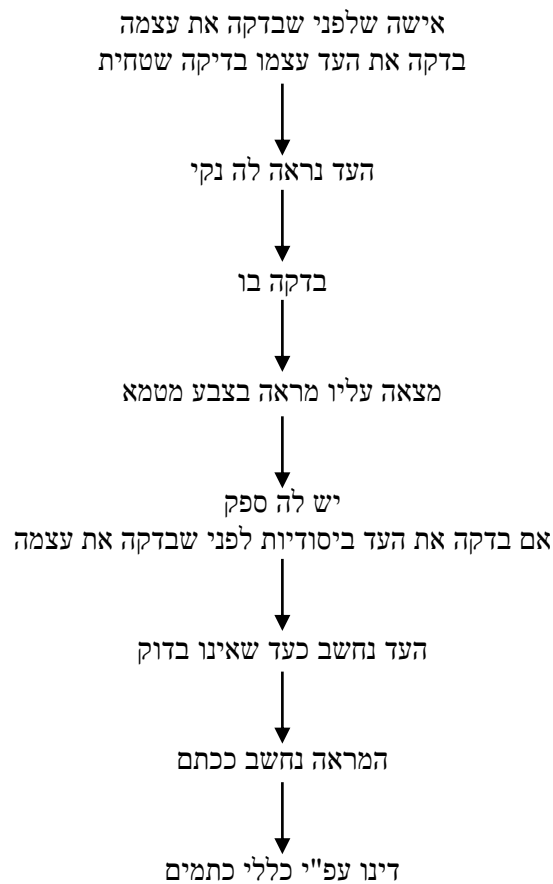 אישה שלפני שבדקה את עצמה
בדקה את העד עצמו בדיקה שטחית
העד נראה לה נקי
בדקה בו
מצאה עליו מראה בצבע מטמא
יש לה ספק
אם בדקה את העד ביסודיות לפני שבדקה את עצמה
העד נחשב כעד שאינו בדוק
המראה נחשב ככתם
דינו עפ"י כללי כתמים